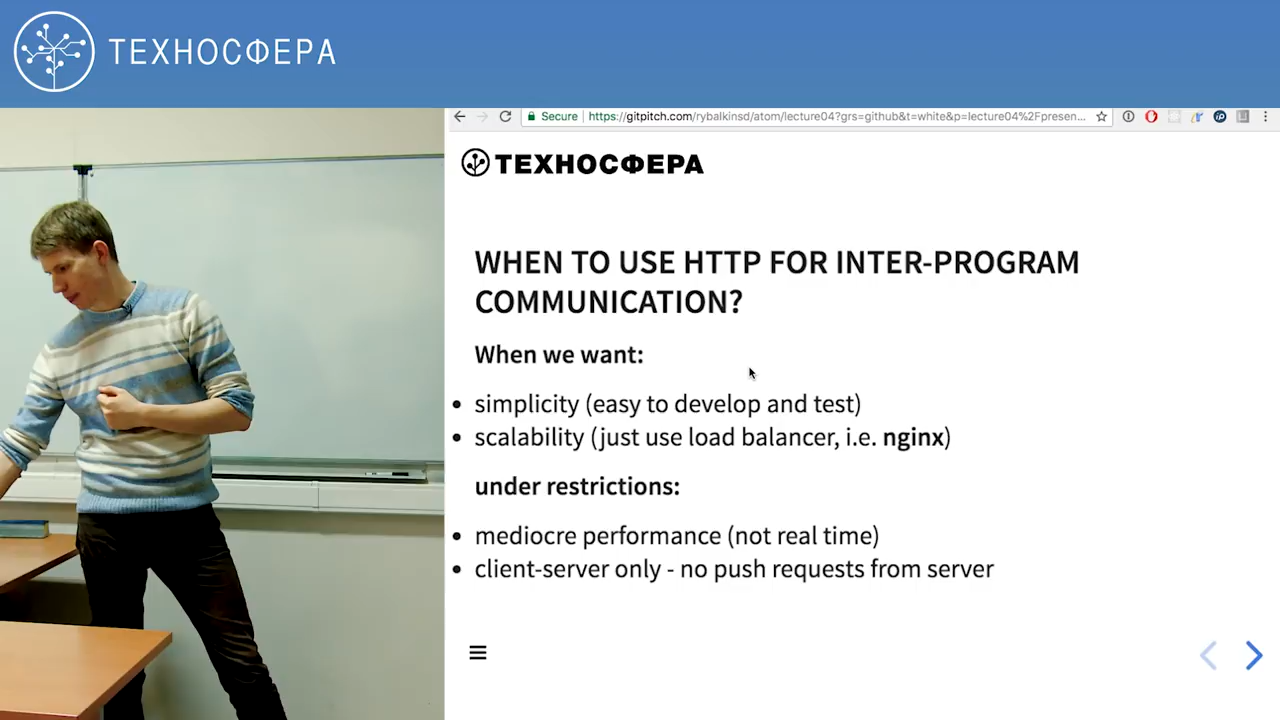 ТЕХНОСФЕРА
Secure
https://gitpitch.com/rybalkinsd/atom/lecture04?grs=github&t=white&p=lecture04%2Fpresen...
ТЕХНОСФЕРА
WHEN TO USE HTTP FOR INTER-PROGRAM
COMMUNICATION?
When we want:
• simplicity (easy to develop and test)
• scalability (just use load balancer, i.e. nginx)
under restrictions:
• mediocre performance (not real time)
• client-server only - no push requests from server